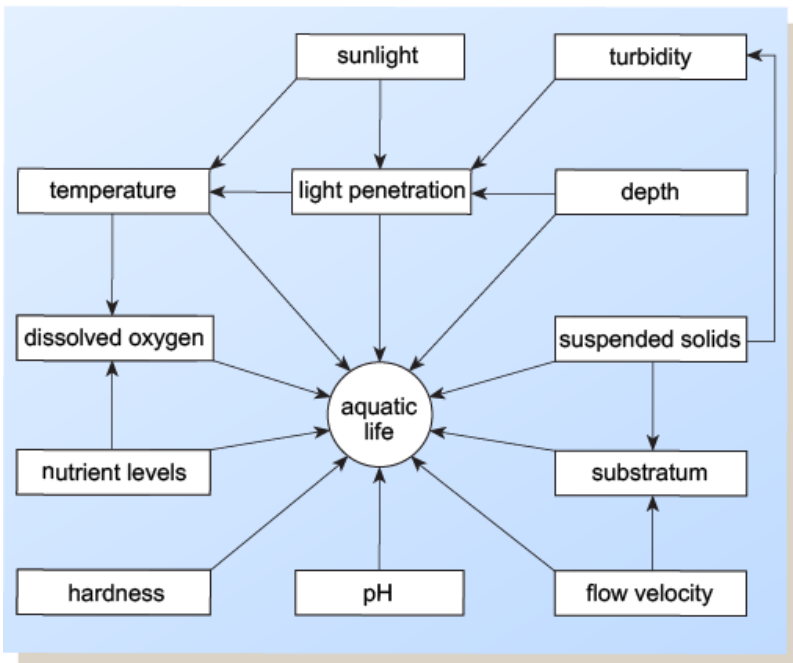 sunlight
turbidity
temperature
light penetration
depth
dissolved oxygen
suspended solids
aquatic
life
nutrient levels
substratum
hardness
pH
flow velocity